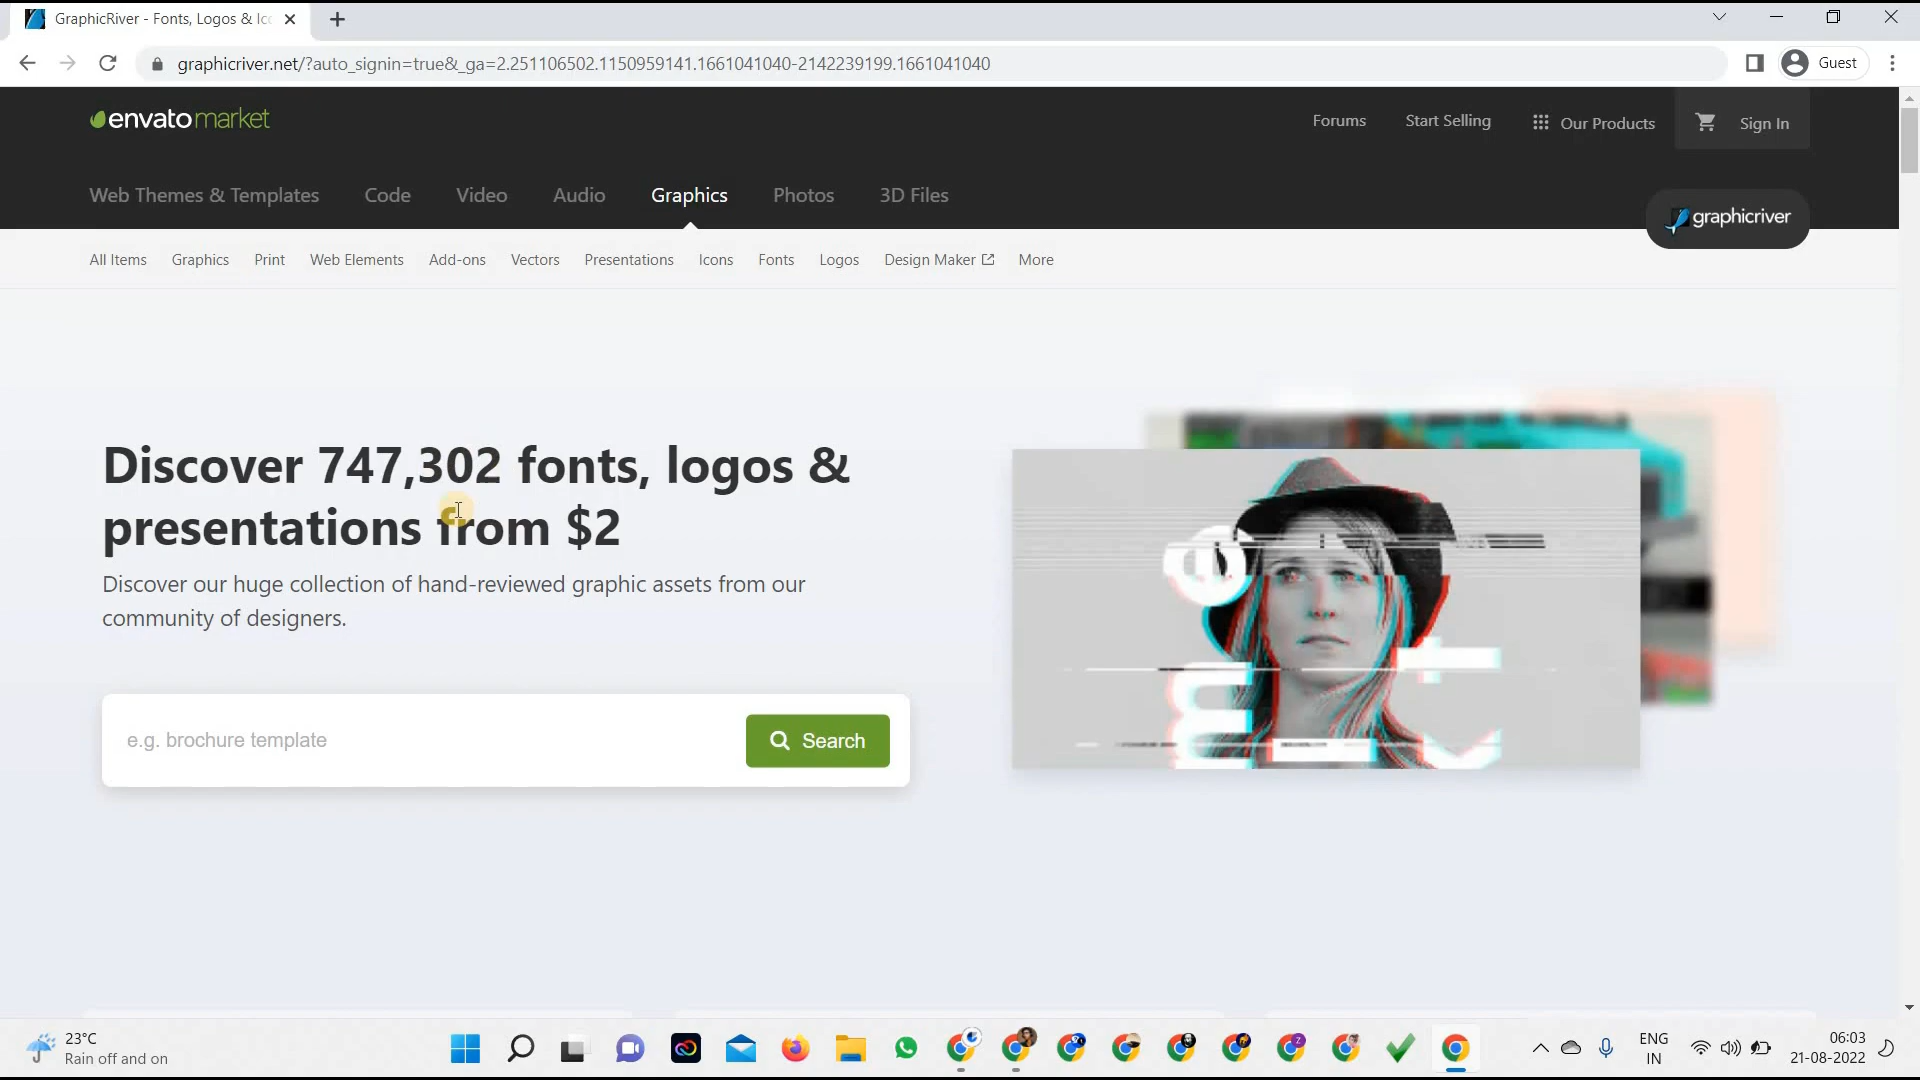 GraphicRiver - Fonts, Logos & Ico
graphicriver.net/?auto_signin=true&_ga=2.251106502.1150959141.1661041040-2142239199.1661041040
Guest
envatomarket
Forums
Start Selling
Our Products
Sign In
Web Themes & Templates
Code
Video
Audio
Graphics
Photos
3D Files
graphicriver
All Items
Graphics
Print
Web Elements
Add-ons
Vectors
Presentations
Icons
Fonts
Logos
Design Maker
More
Discover 747,302 fonts, logos &
presentations from $2
Discover our huge collection of hand-reviewed graphic assets from our
community of designers.
e.g. brochure template
Search
23°C
Rain off and on
ENG
IN
06:03
21-08-2022